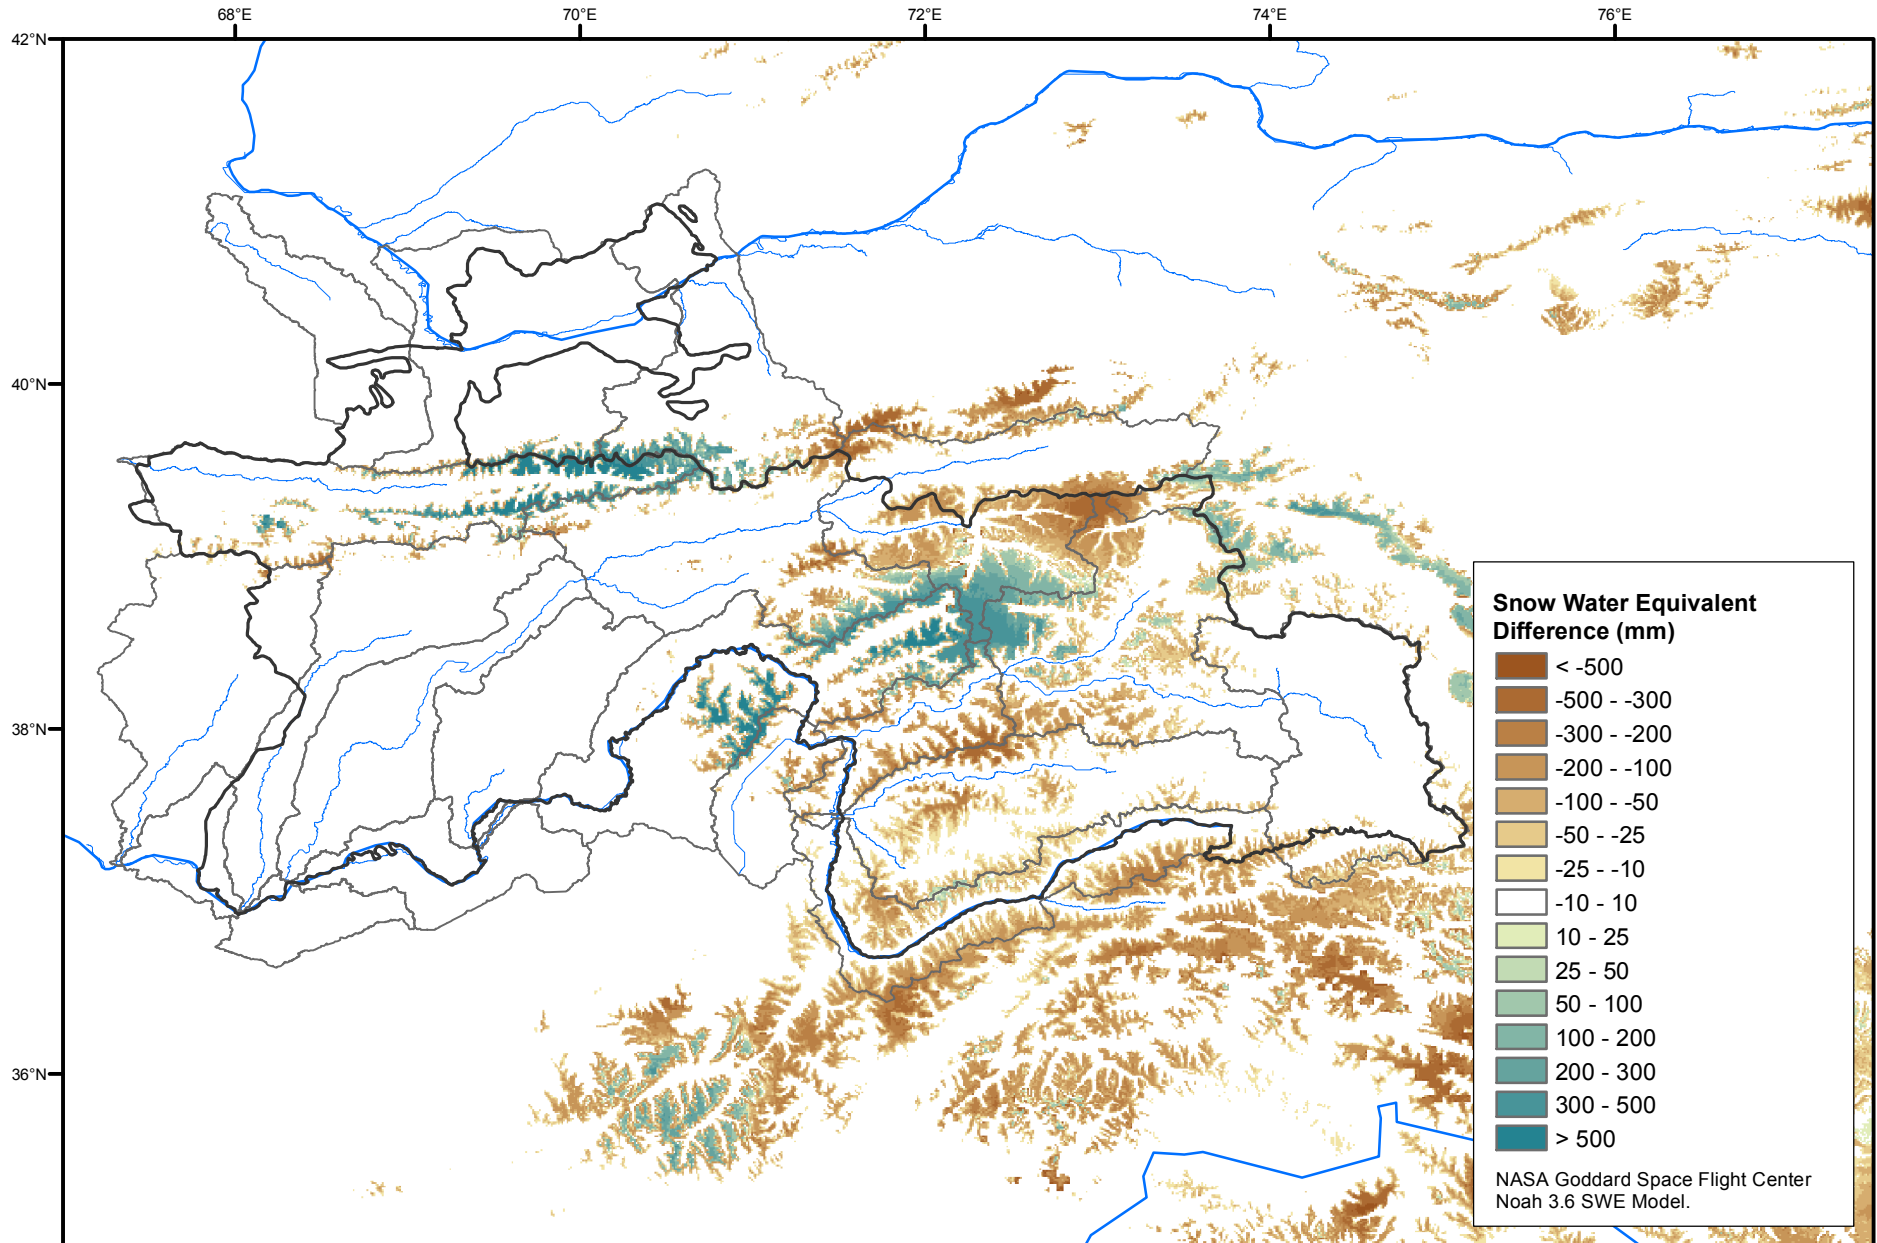 68°E 70°E 72°E 74°E 76°E
42°N
40°N
38°N
36°N
Snow Water Equivalent
Difference (mm)
< -500
-500 - -300
-300 - -200
-200 - -100
-100 - -50
-50 - -25
-25 - -10
-10 - 10
10 - 25
25 - 50
50 - 100
100 - 200
200 - 300
300 - 500
> 500
NASA Goddard Space Flight Center
Noah 3.6 SWE Model.